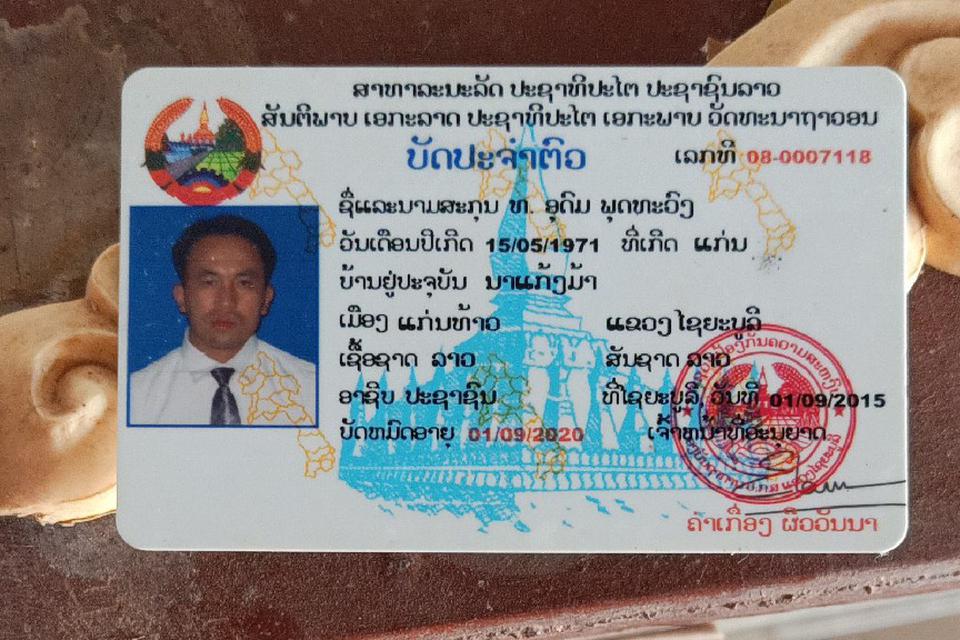 ສາທາລະນະລັດ ປະຊາທິປະໄຕ ປະຊາຊົນລາວ
ສັນຕິພາບ ເອກະລາດ ປະຊາທິປະໄຕ ເອກະພາບ ວັດທະນາຖາວອນ
ບັດປະຈຳຕົວ ເລກທີ 08-0007118
ຊື່ແລະນາມສະກຸນ ທ. ອຸດົມ ພຸດທະວົງ
ວັນເດືອນປີເກີດ 15/05/1971 ທີ່ເກີດ ແກ່ນ
ບ້ານຢູ່ປະຈຸບັນ ນາແກ້ງມ້າ
ເມືອງ ແກ່ນທ້າວ ແຂວງ ໄຊຍະບູລີ
ເຊື້ອຊາດ ລາວ ສັນຊາດ ລາວ
ອາຊີບ ປະຊາຊົນ ທີ່ໄຊຍະບູລີ, ວັນທີ 01/09/2015
ບັດຫມົດອາຍຸ 01/09/2020 ເຈົ້າຫນ້າທີ່ອະນຸຍາດ
ຄຳເກື່ອງ ຜິວວັນນາ